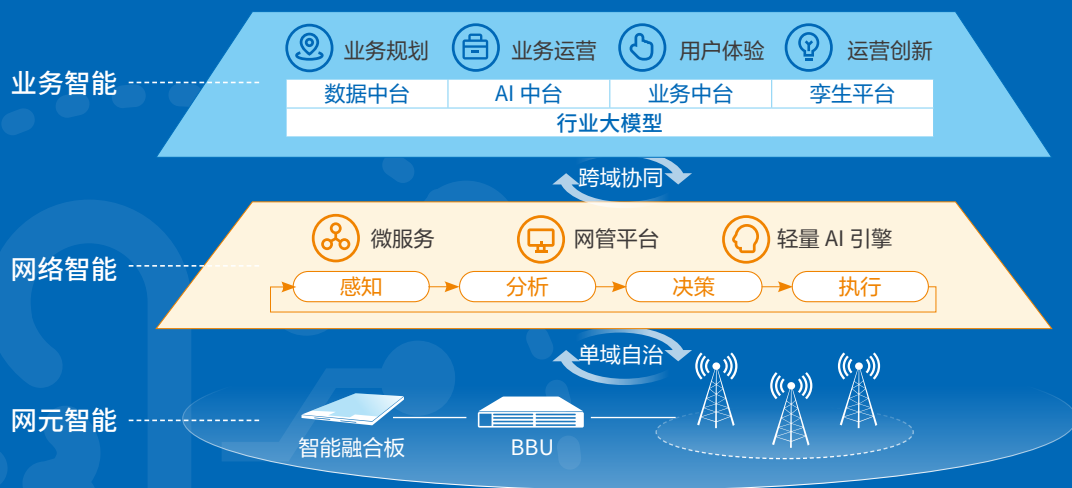 业务规划 业务运营 用户体验 运营创新
业务智能
数据中台 AI 中台 业务中台 孪生平台
行业大模型
跨域协同
微服务 网管平台 轻量 AI 引擎
网络智能
感知 分析 决策 执行
单域自治
网元智能
智能融合板 BBU